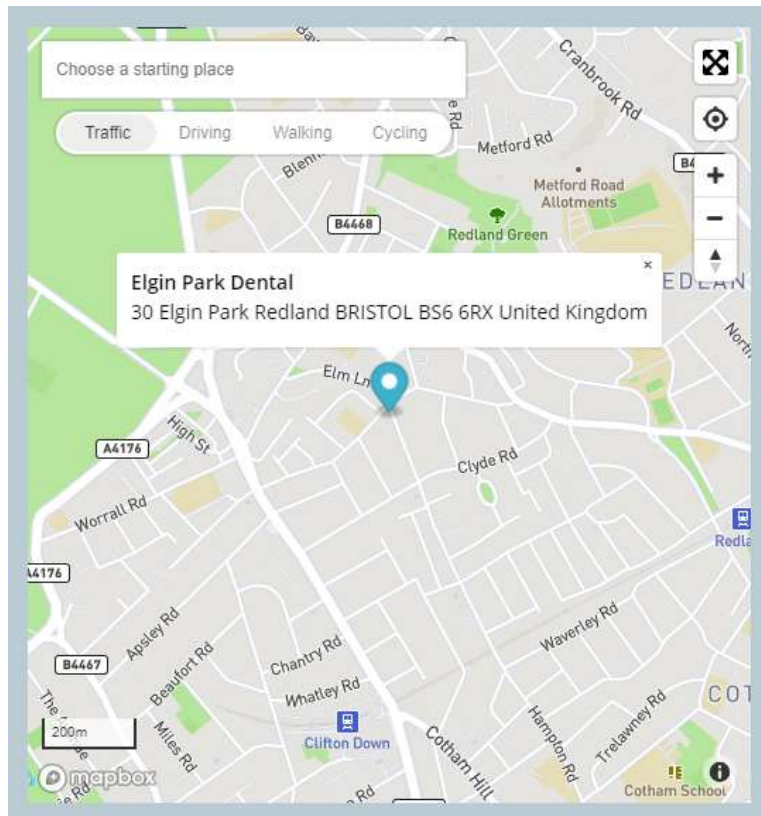 Choose a starting place
Traffic Driving Walking Cycling
Cranbrook Rd
Metford Rd
Metford Road
Allotments
B4468
Redland Green
Elgin Park Dental ×
30 Elgin Park Redland BRISTOL BS6 6RX United Kingdom
Elm Ln
High St
A4176
Clyde Rd
Worrall Rd
A4176
Apsley Rd
Waverley Rd
B4467
Beaufort Rd
Chantry Rd
Whatley Rd
200m
Miles Rd
Clifton Down
Cotham Hill
Hampton Rd
Trelawney Rd
mapbox
Cotham School
Rd